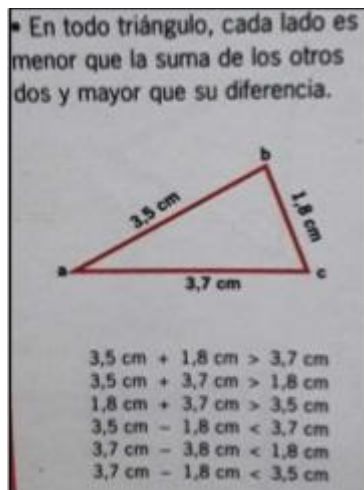 • En todo triángulo, cada lado es
menor que la suma de los otros
dos y mayor que su diferencia.
b
3,5 cm
1,8 cm
a
c
3,7 cm
3,5 cm + 1,8 cm > 3,7 cm
3,5 cm + 3,7 cm > 1,8 cm
1,8 cm + 3,7 cm > 3,5 cm
3,5 cm - 1,8 cm < 3,7 cm
3,7 cm - 3,8 cm < 1,8 cm
3,7 cm - 1,8 cm < 3,5 cm